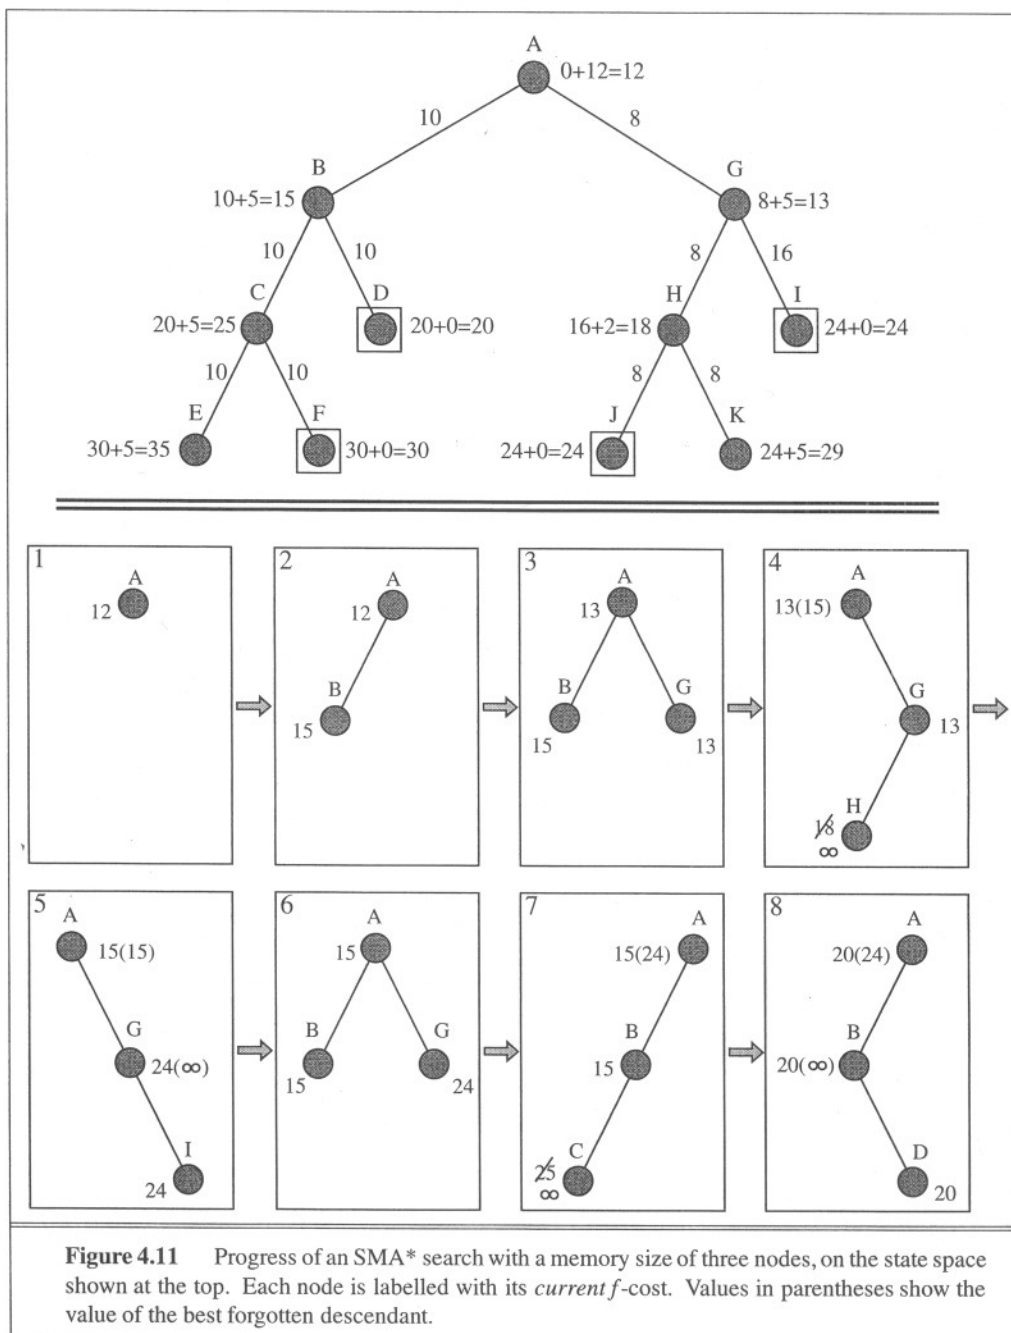 A
0+12=12
10
8
B
G
10+5=15
8+5=13
10
10
8
16
C
D
H
I
20+5=25
20+0=20
16+2=18
24+0=24
10
10
8
8
E
F
J
K
30+5=35
30+0=30
24+0=24
24+5=29
1
A
12
2
A
12
B
15
3
A
13
B
G
15
13
4
A
13(15)
G
13
H
18
∞
5
A
15(15)
G
24(∞)
I
24
6
A
15
B
G
15
24
7
A
15(24)
B
15
C
25
∞
8
A
20(24)
B
20(∞)
D
20
Figure 4.11 Progress of an SMA* search with a memory size of three nodes, on the state space
shown at the top. Each node is labelled with its current f-cost. Values in parentheses show the
value of the best forgotten descendant.